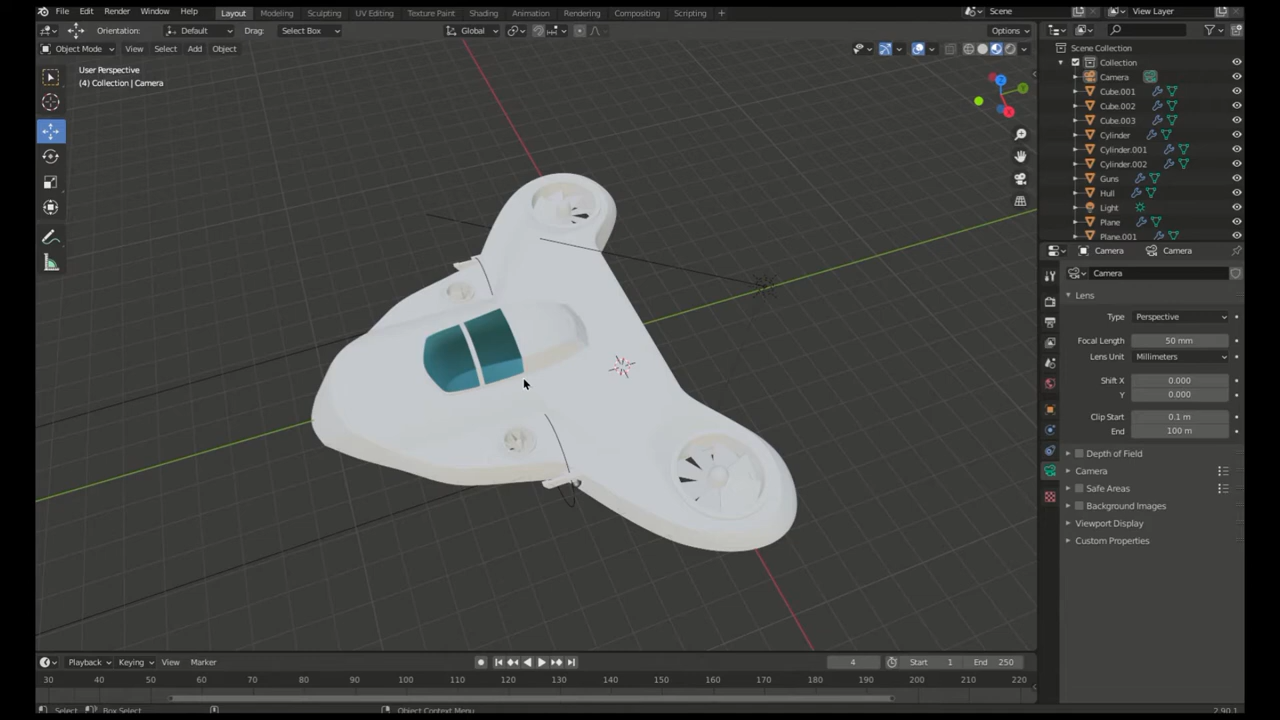 File Edit Render Window Help Layout Modeling Sculpting UV Editing Texture Paint Shading Animation Rendering Compositing Scripting + Scene View Layer
Orientation: Default Drag: Select Box Global Options
Object Mode View Select Add Object
User Perspective
(4) Collection | Camera
Scene Collection
Collection
Camera
Cube.001
Cube.002
Cube.003
Cylinder
Cylinder.001
Cylinder.002
Guns
Hull
Light
Plane
Plane.001
Camera Camera
Camera
Lens
Type Perspective
Focal Length 50 mm
Lens Unit Millimeters
Shift X 0.000
Y 0.000
Clip Start 0.1 m
End 100 m
Depth of Field
Camera
Safe Areas
Background Images
Viewport Display
Custom Properties
Playback Keying View Marker 4 Start 1 End 250
30 40 50 60 70 80 90 100 110 120 130 140 150 160 170 180 190 200 210 220
Select Box Select Object Context Menu 2.90.1